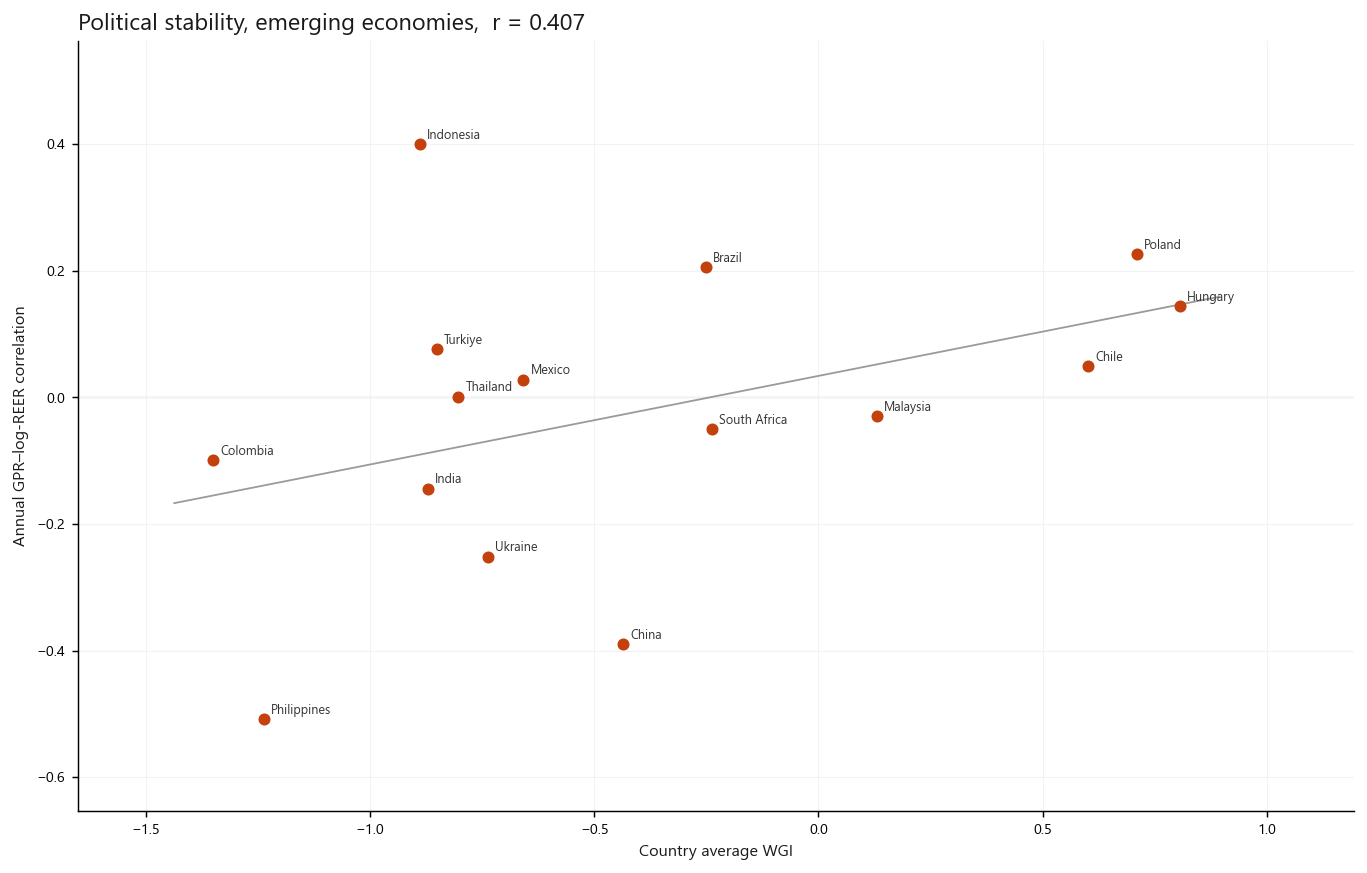 Political stability, emerging economies,  r = 0.407
Annual GPR–log-REER correlation
0.4
0.2
0.0
−0.2
−0.4
−0.6
Indonesia
Poland
Brazil
Hungary
Turkiye
Chile
Mexico
Thailand
Malaysia
South Africa
Colombia
India
Ukraine
China
Philippines
−1.5
−1.0
−0.5
0.0
0.5
1.0
Country average WGI